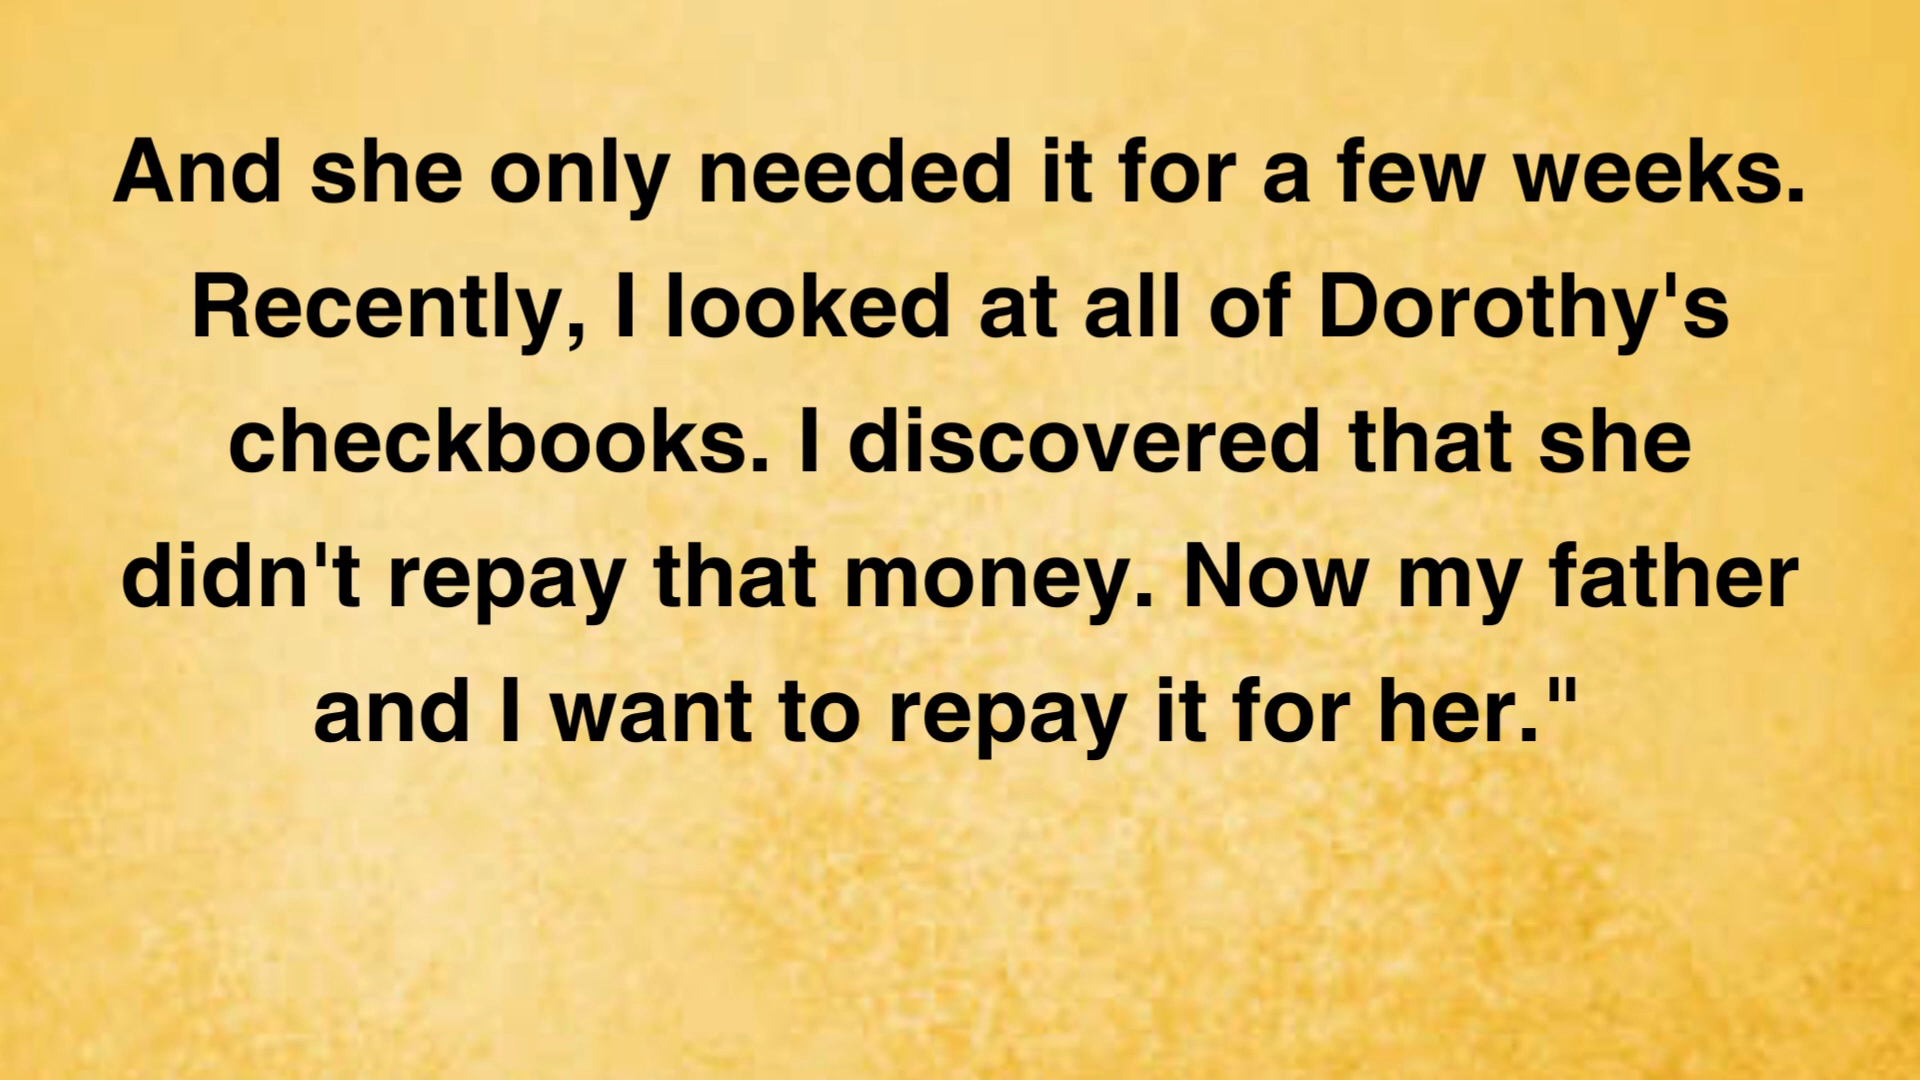 And she only needed it for a few weeks.
Recently, I looked at all of Dorothy's
checkbooks. I discovered that she
didn't repay that money. Now my father
and I want to repay it for her."